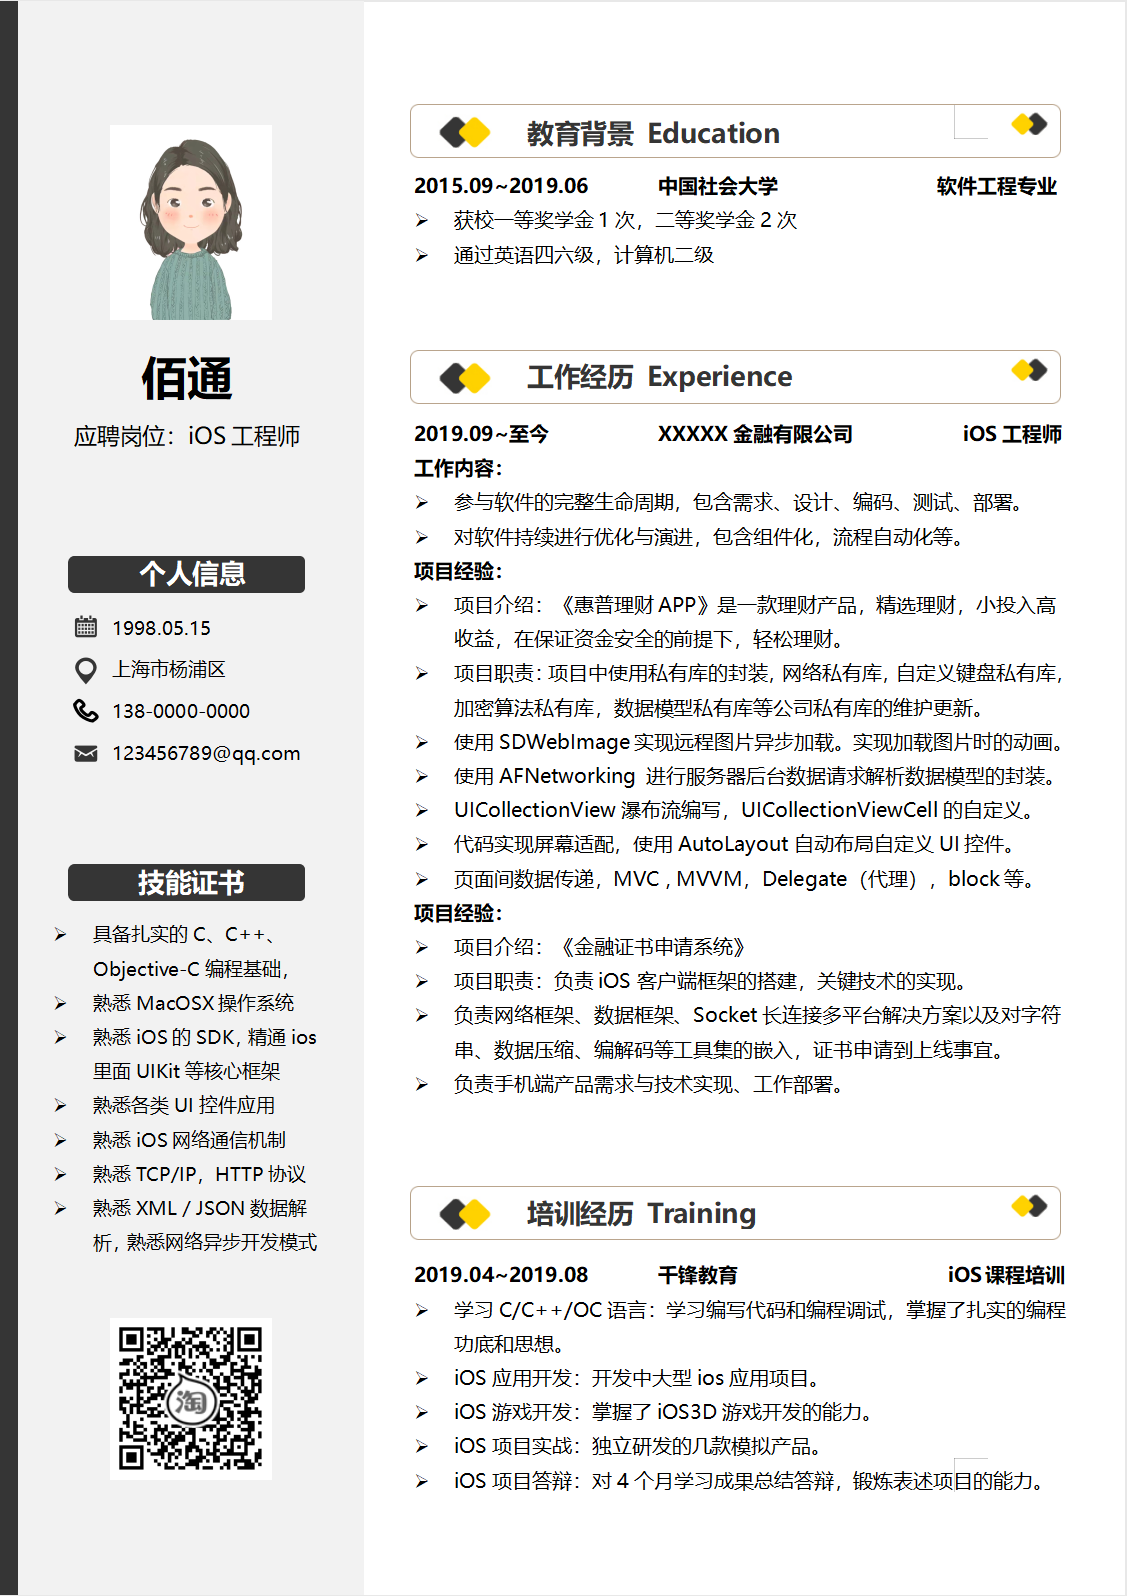 佰通
应聘岗位：iOS 工程师
个人信息
1998.05.15
上海市杨浦区
138-0000-0000
123456789@qq.com
技能证书
具备扎实的 C、C++、
Objective-C 编程基础，
熟悉 MacOSX 操作系统
熟悉 iOS 的 SDK，精通 ios
里面 UIKit 等核心框架
熟悉各类 UI 控件应用
熟悉 iOS 网络通信机制
熟悉 TCP/IP，HTTP 协议
熟悉 XML / JSON 数据解
析，熟悉网络异步开发模式
淘
教育背景 Education
2015.09~2019.06 中国社会大学 软件工程专业
获校一等奖学金 1 次，二等奖学金 2 次
通过英语四六级，计算机二级
工作经历 Experience
2019.09~至今 XXXXX 金融有限公司 iOS 工程师
工作内容：
参与软件的完整生命周期，包含需求、设计、编码、测试、部署。
对软件持续进行优化与演进，包含组件化，流程自动化等。
项目经验：
项目介绍：《惠普理财 APP》是一款理财产品，精选理财，小投入高
收益，在保证资金安全的前提下，轻松理财。
项目职责：项目中使用私有库的封装，网络私有库，自定义键盘私有库，
加密算法私有库，数据模型私有库等公司私有库的维护更新。
使用 SDWebImage 实现远程图片异步加载。实现加载图片时的动画。
使用 AFNetworking 进行服务器后台数据请求解析数据模型的封装。
UICollectionView 瀑布流编写，UICollectionViewCell 的自定义。
代码实现屏幕适配，使用 AutoLayout 自动布局自定义 UI 控件。
页面间数据传递，MVC , MVVM，Delegate（代理）, block 等。
项目经验：
项目介绍：《金融证书申请系统》
项目职责：负责 iOS 客户端框架的搭建，关键技术的实现。
负责网络框架、数据框架、Socket 长连接多平台解决方案以及对字符
串、数据压缩、编解码等工具集的嵌入，证书申请到上线事宜。
负责手机端产品需求与技术实现、工作部署。
培训经历 Training
2019.04~2019.08 千锋教育 iOS 课程培训
学习 C/C++/OC 语言：学习编写代码和编程调试，掌握了扎实的编程
功底和思想。
iOS 应用开发：开发中大型 ios 应用项目。
iOS 游戏开发：掌握了 iOS3D 游戏开发的能力。
iOS 项目实战：独立研发的几款模拟产品。
iOS 项目答辩：对 4 个月学习成果总结答辩，锻炼表述项目的能力。